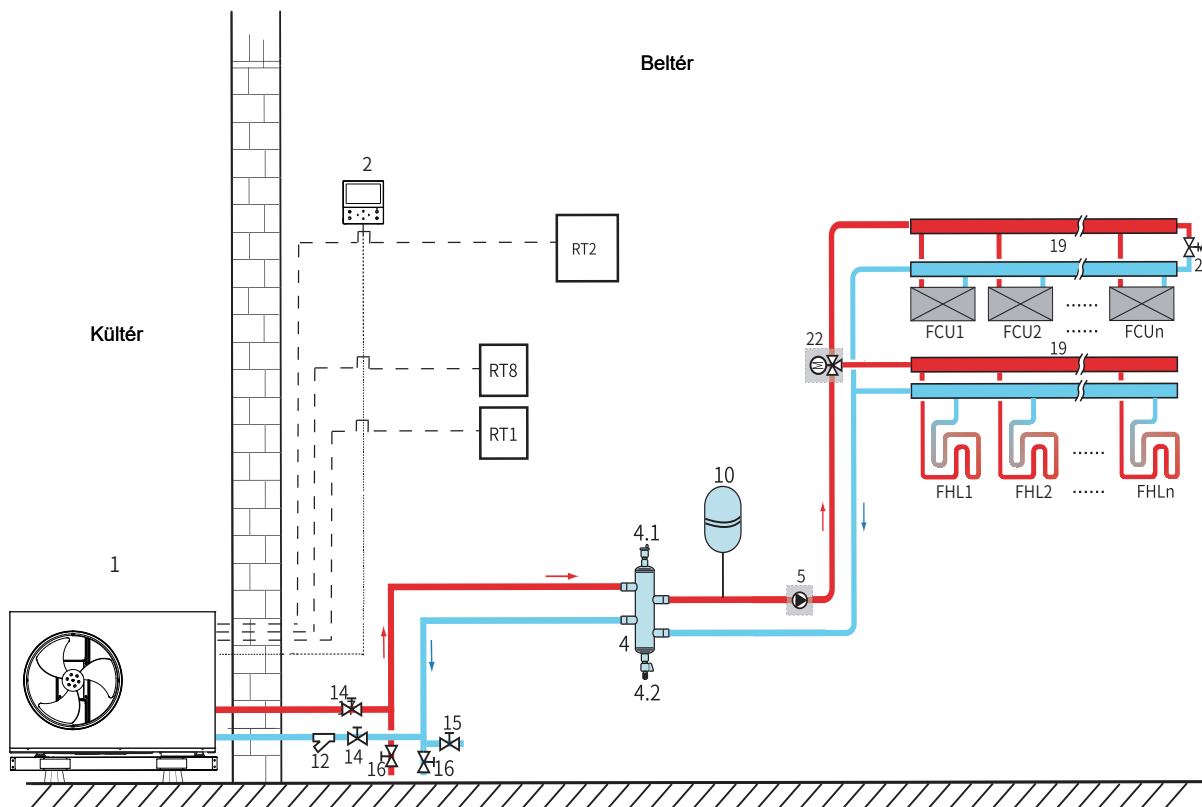 Beltér
2
RT2
19
2
Kültér
FCU1
FCU2
......
......
FCUn
22
19
RT8
RT1
......
FHL1
FHL2
......
FHLn
10
4.1
1
5
4
4.2
14
15
12
14
16
16